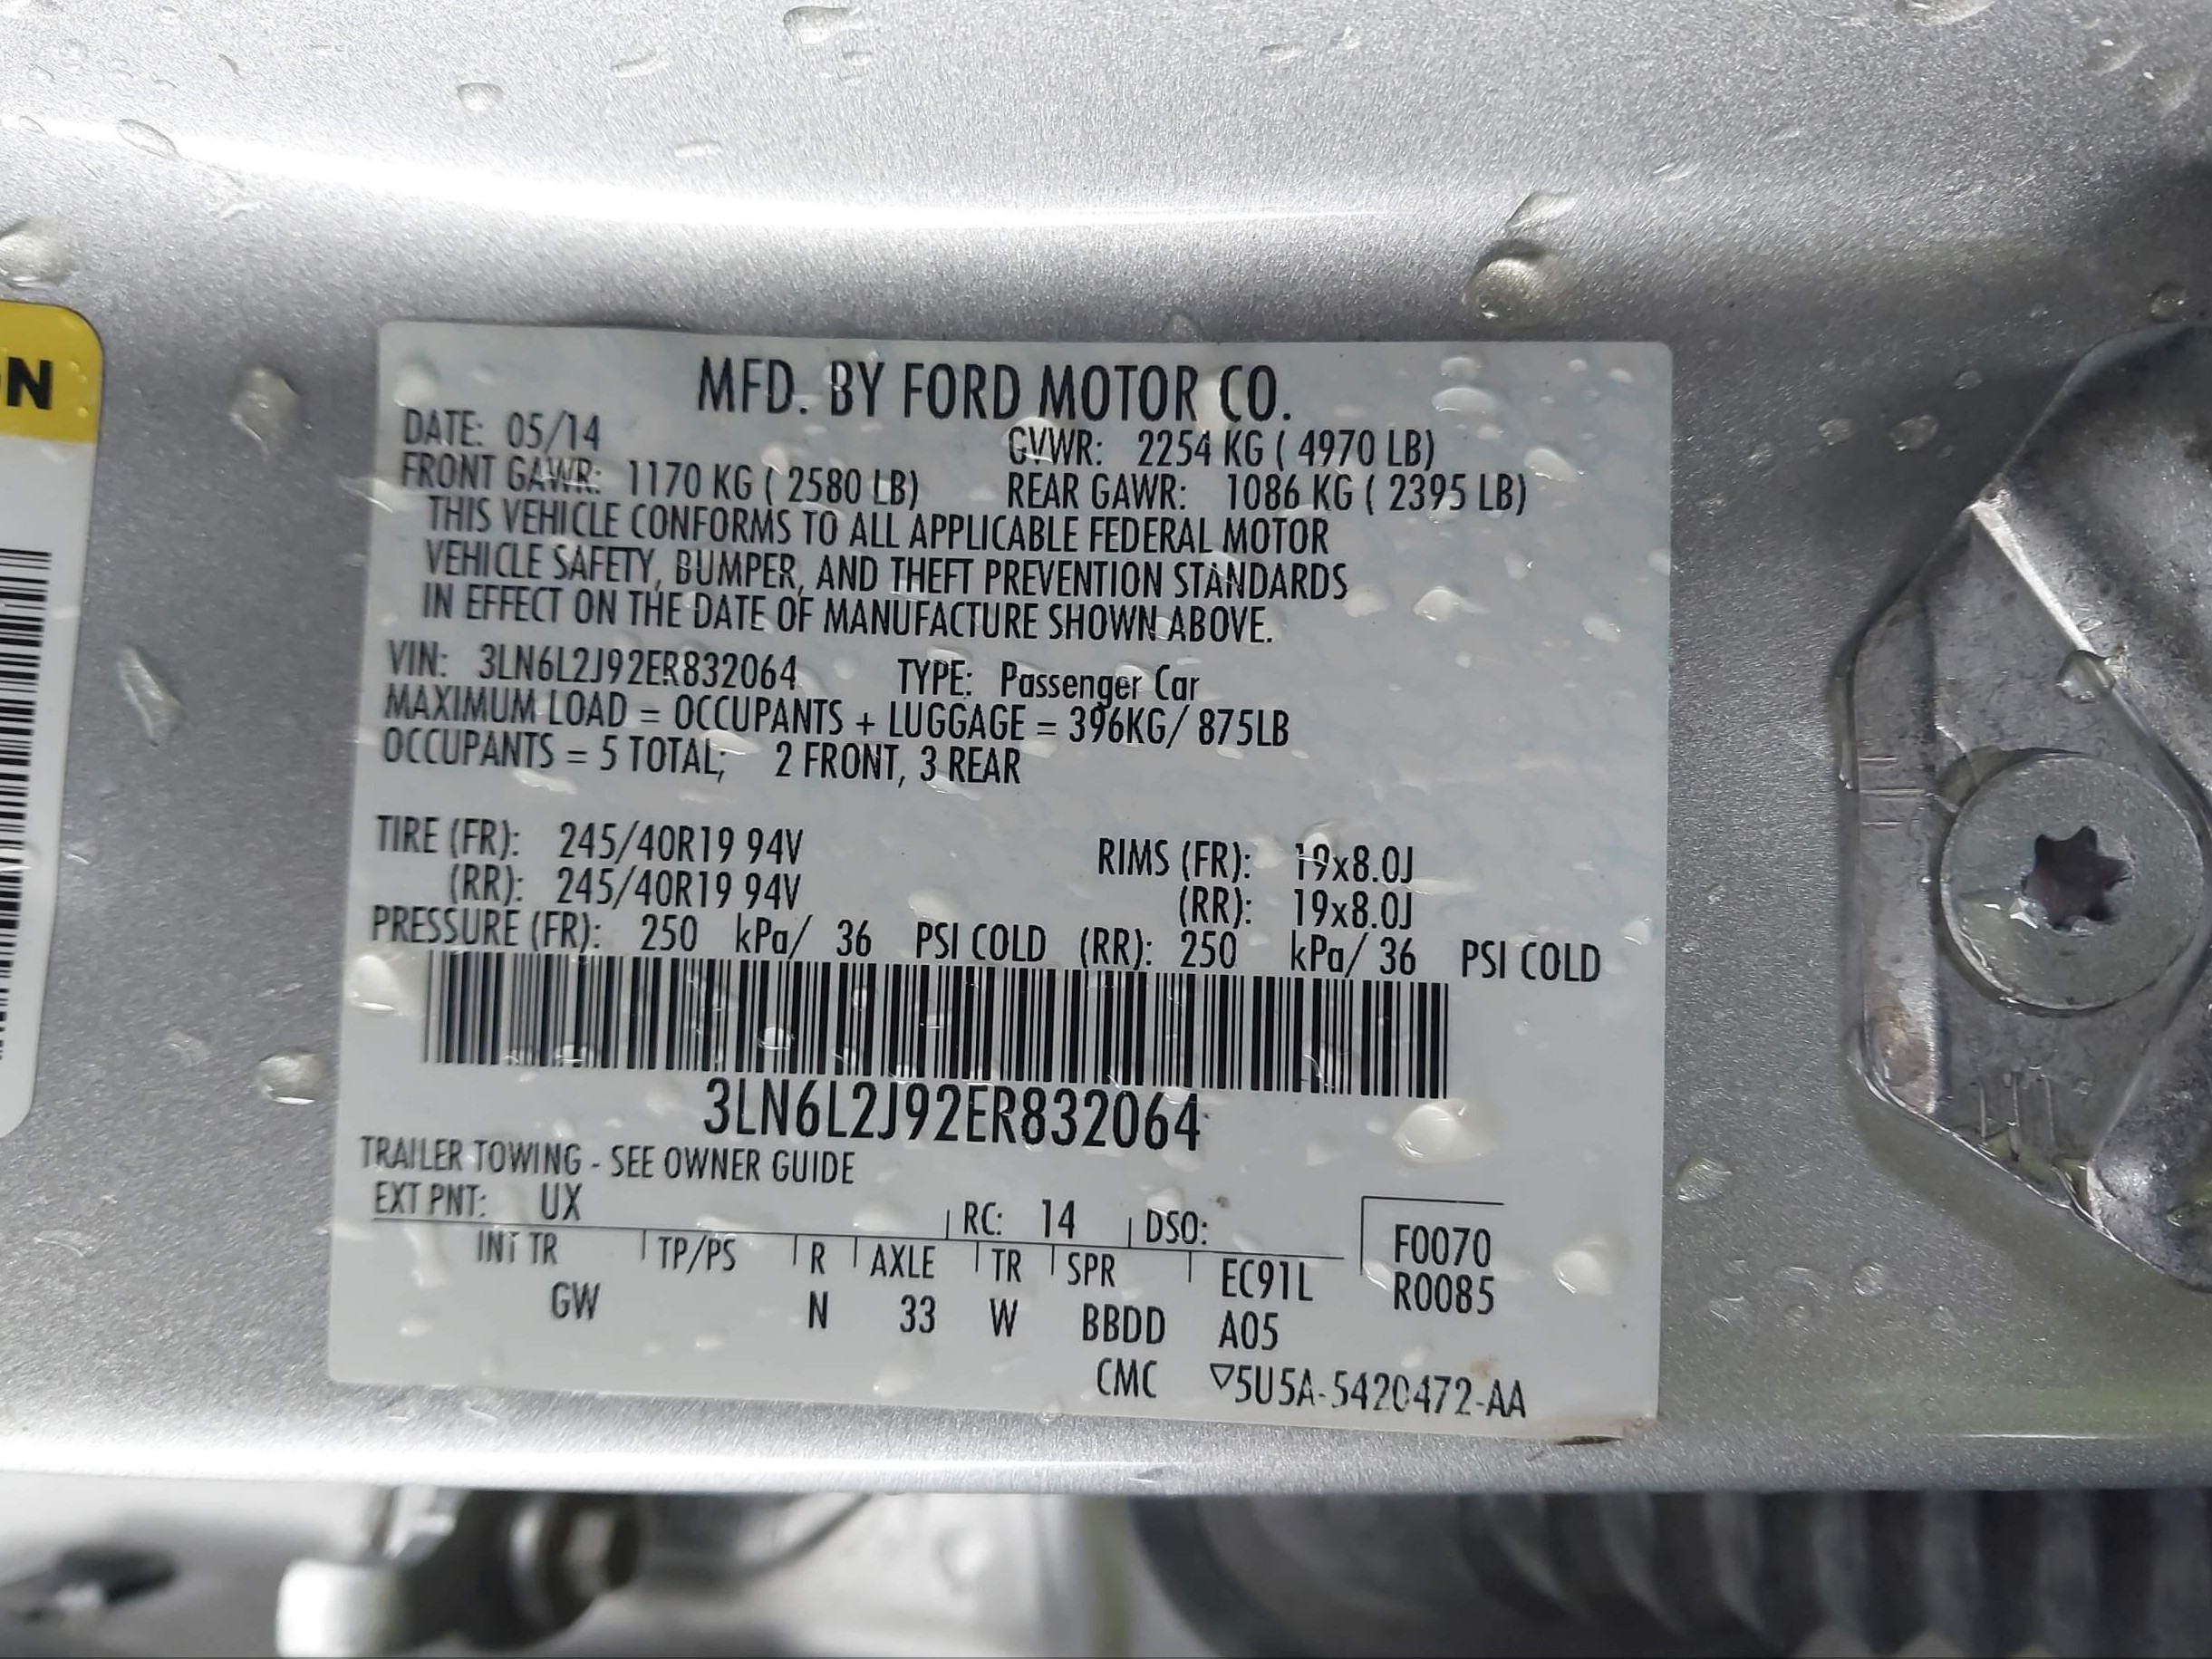 ON
MFD. BY FORD MOTOR CO.
DATE: 05/14 GVWR: 2254 KG ( 4970 LB)
FRONT GAWR: 1170 KG ( 2580 LB) REAR GAWR: 1086 KG ( 2395 LB)
THIS VEHICLE CONFORMS TO ALL APPLICABLE FEDERAL MOTOR
VEHICLE SAFETY, BUMPER, AND THEFT PREVENTION STANDARDS
IN EFFECT ON THE DATE OF MANUFACTURE SHOWN ABOVE.
VIN: 3LN6L2J92ER832064 TYPE: Passenger Car
MAXIMUM LOAD = OCCUPANTS + LUGGAGE = 396KG/ 875LB
OCCUPANTS = 5 TOTAL; 2 FRONT, 3 REAR
TIRE (FR): 245/40R19 94V RIMS (FR): 19x8.0J
(RR): 245/40R19 94V (RR): 19x8.0J
PRESSURE (FR): 250 kPa/ 36 PSI COLD (RR): 250 kPa/ 36 PSI COLD
3LN6L2J92ER832064
TRAILER TOWING - SEE OWNER GUIDE
EXT PNT: UX RC: 14 DSO: F0070
INT TR TP/PS R AXLE TR SPR EC91L R0085
GW N 33 W BBDD A05
CMC ▽5U5A-5420472-AA